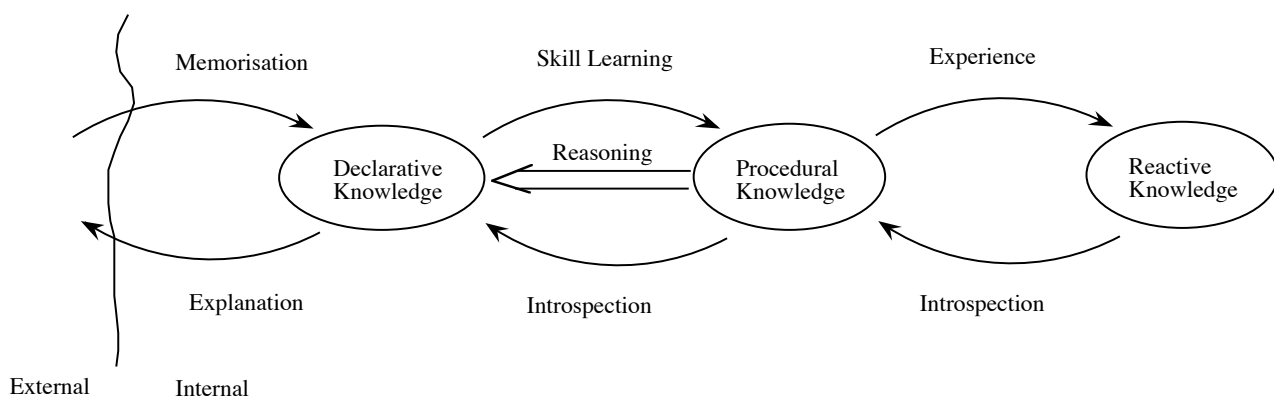 Memorisation
Skill Learning
Experience
Reasoning
Declarative
Knowledge
Procedural
Knowledge
Reactive
Knowledge
Explanation
Introspection
Introspection
External
Internal